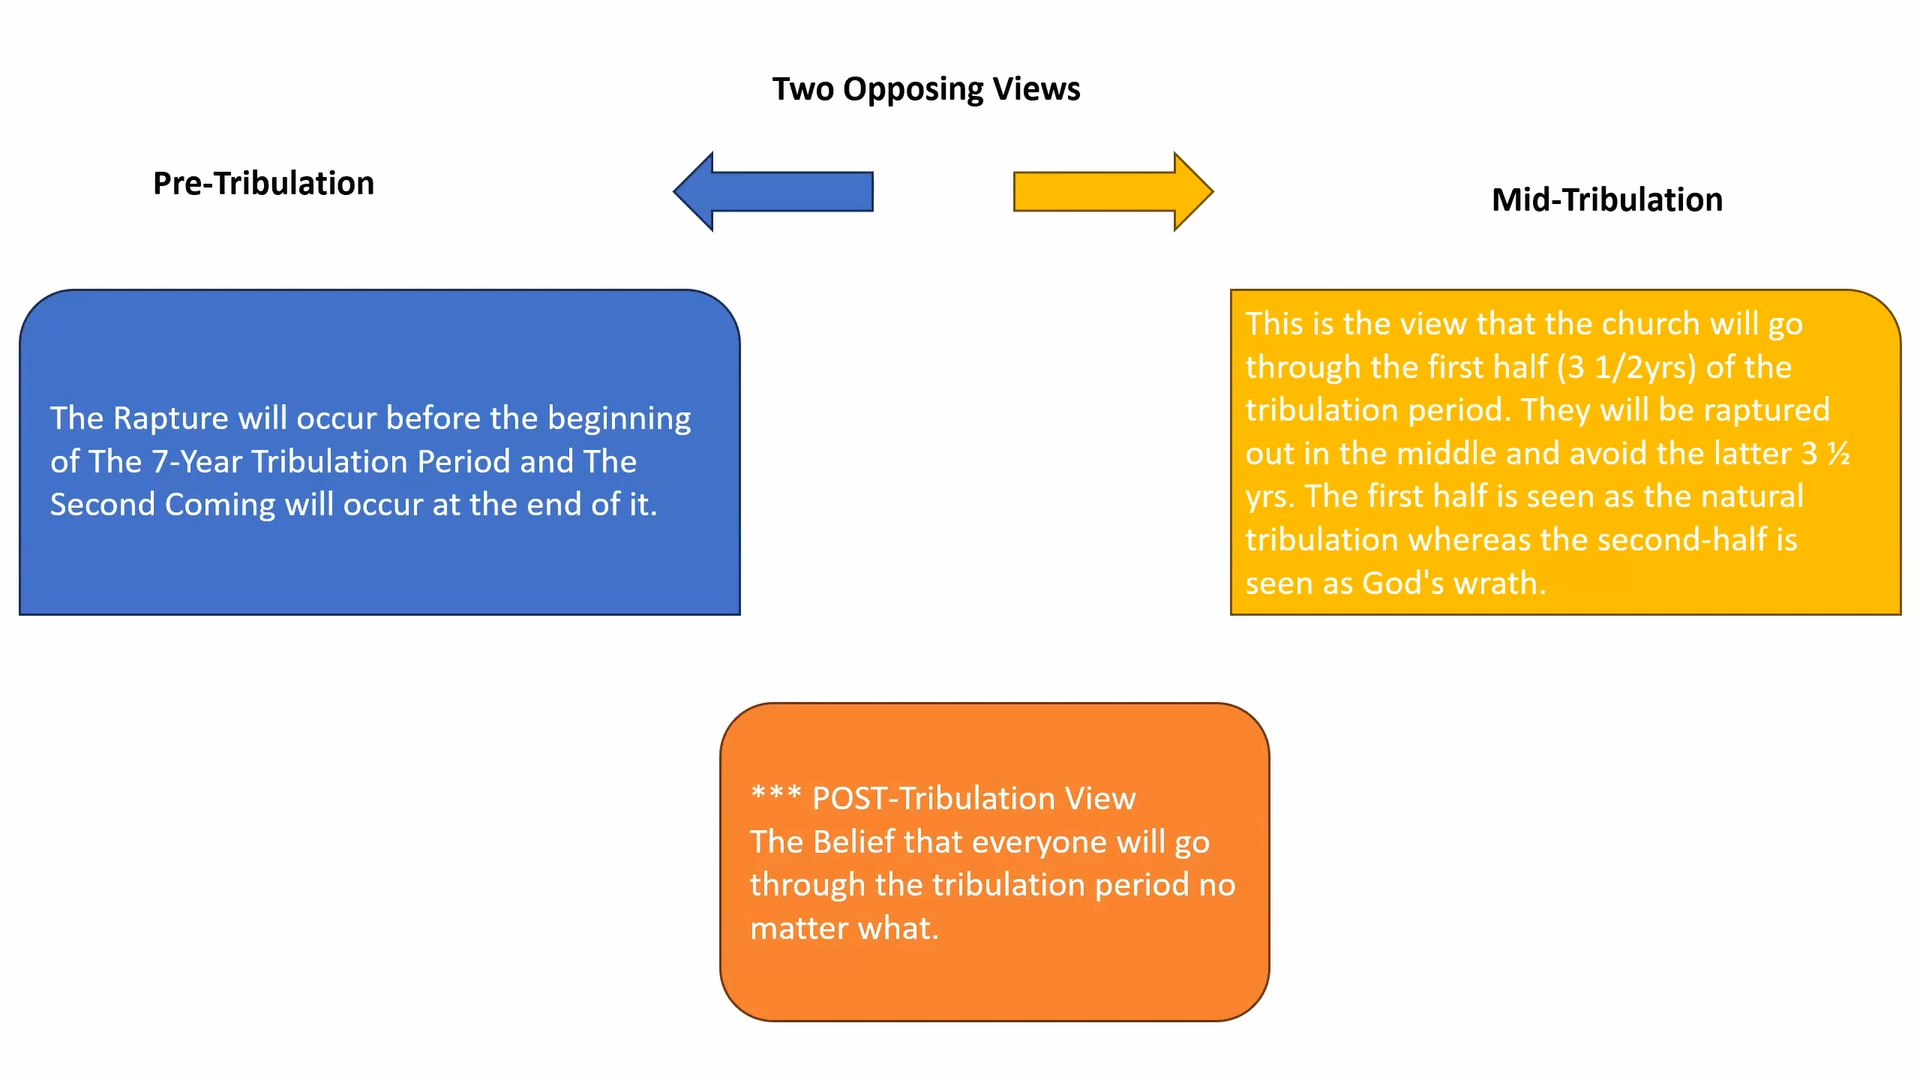 Two Opposing Views
Pre-Tribulation
Mid-Tribulation
The Rapture will occur before the beginning
of The 7-Year Tribulation Period and The
Second Coming will occur at the end of it.
This is the view that the church will go
through the first half (3 1/2yrs) of the
tribulation period. They will be raptured
out in the middle and avoid the latter 3 ½
yrs. The first half is seen as the natural
tribulation whereas the second-half is
seen as God's wrath.
*** POST-Tribulation View
The Belief that everyone will go
through the tribulation period no
matter what.